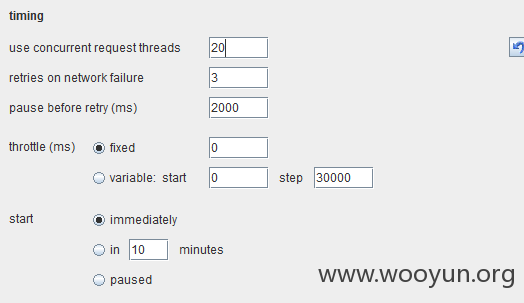 timing
use concurrent request threads 20
retries on network failure 3
pause before retry (ms) 2000
throttle (ms) fixed 0
variable: start 0 step 30000
start immediately
in 10 minutes
paused
www.wooyun.org